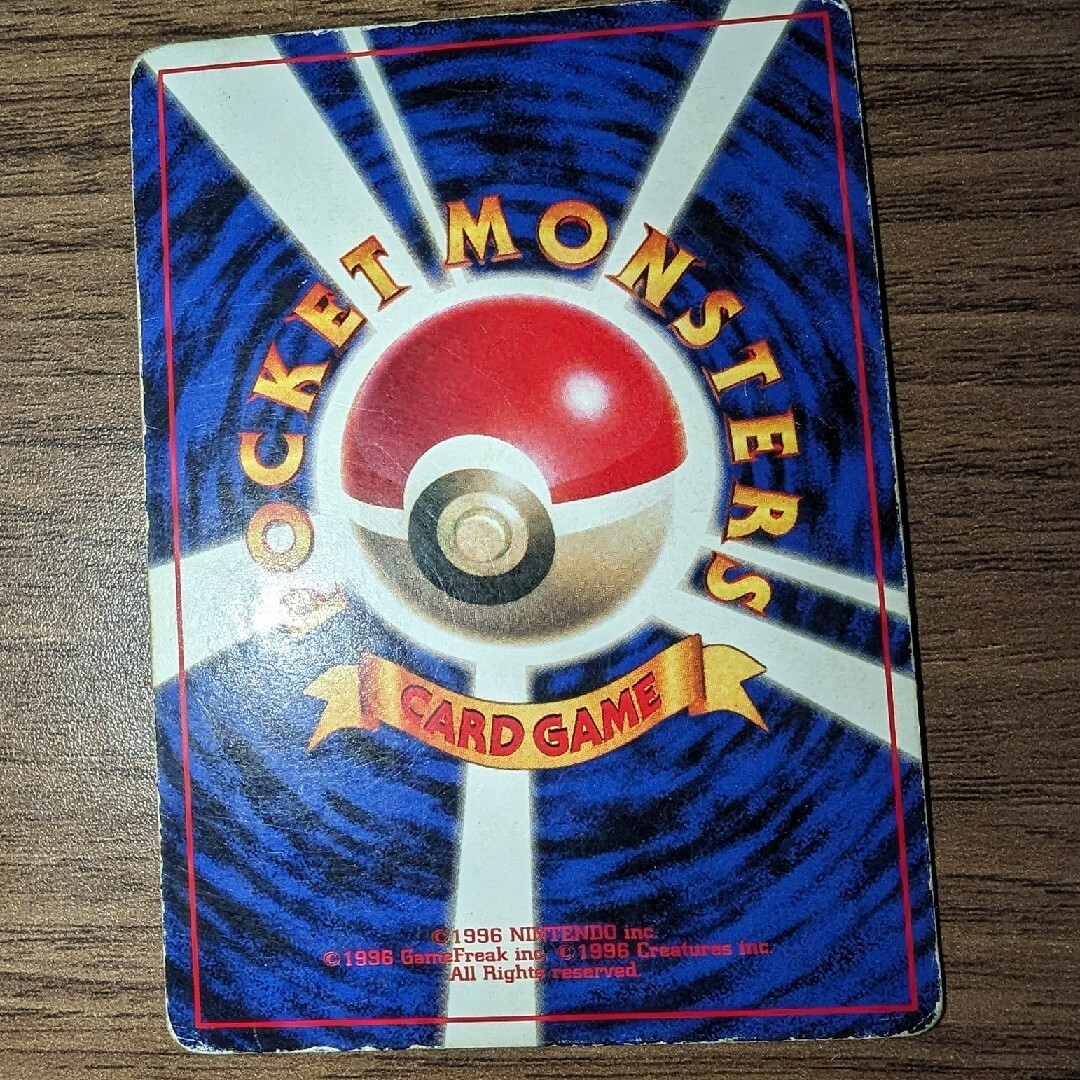 POCKET MONSTERS
CARD GAME
©1996 NINTENDO inc.
©1996 GameFreak inc. ©1996 Creatures inc.
All Rights reserved.